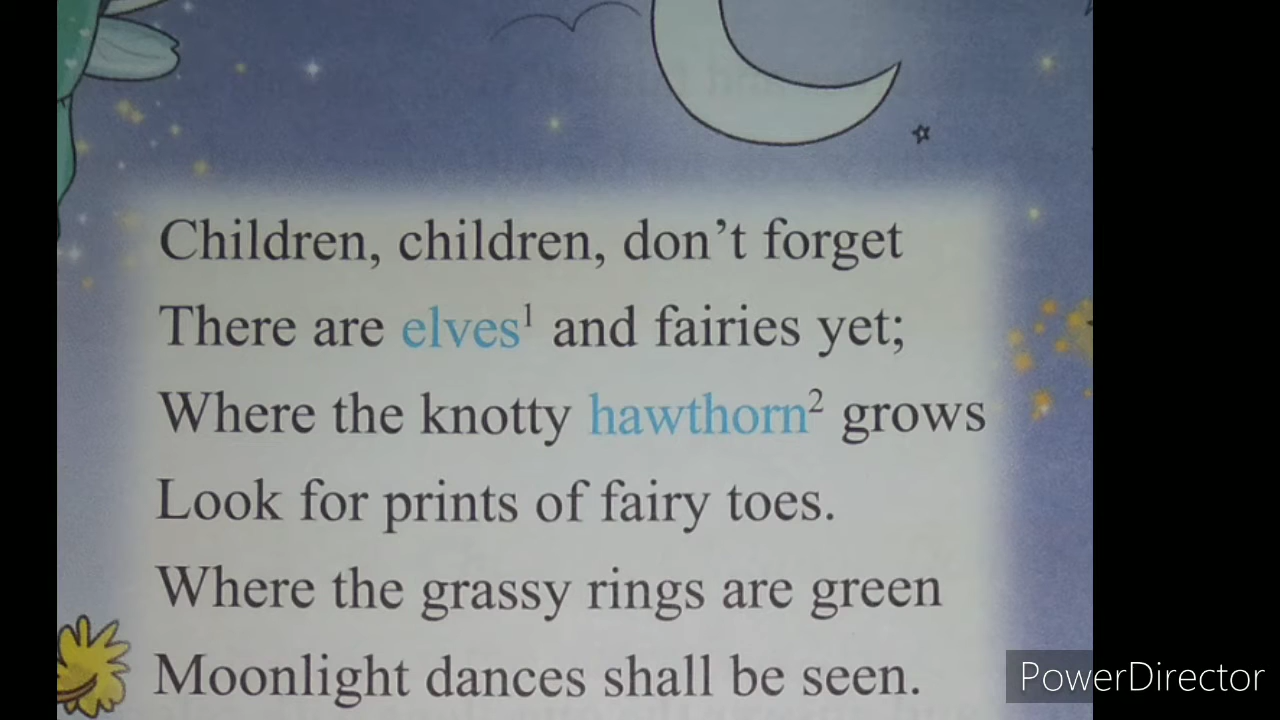 Children, children, don't forget
There are elves¹ and fairies yet;
Where the knotty hawthorn² grows
Look for prints of fairy toes.
Where the grassy rings are green
Moonlight dances shall be seen.
PowerDirector